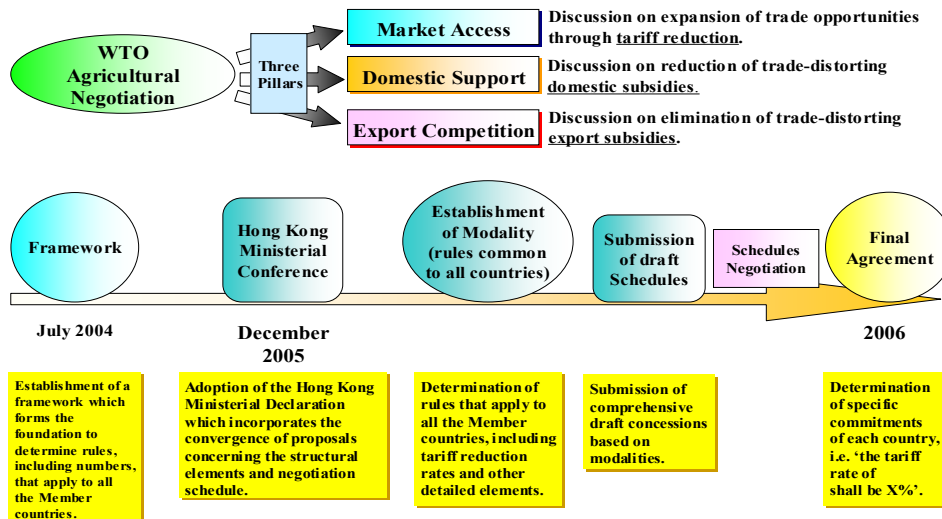 WTO
Agricultural
Negotiation
Three
Pillars
Market Access
Discussion on expansion of trade opportunities
through tariff reduction.
Domestic Support
Discussion on reduction of trade-distorting
domestic subsidies.
Export Competition
Discussion on elimination of trade-distorting
export subsidies.
Framework
Hong Kong
Ministerial
Conference
Establishment
of Modality
(rules common
to all countries)
Submission
of draft
Schedules
Schedules
Negotiation
Final
Agreement
July 2004
December
2005
2006
Establishment of a
framework which
forms the
foundation to
determine rules,
including numbers,
that apply to all
the Member
countries.
Adoption of the Hong Kong
Ministerial Declaration
which incorporates the
convergence of proposals
concerning the structural
elements and negotiation
schedule.
Determination of
rules that apply to
all the Member
countries, including
tariff reduction
rates and other
detailed elements.
Submission of
comprehensive
draft concessions
based on
modalities.
Determination
of specific
commitments
of each country,
i.e. ‘the tariff
rate of
shall be X%’.